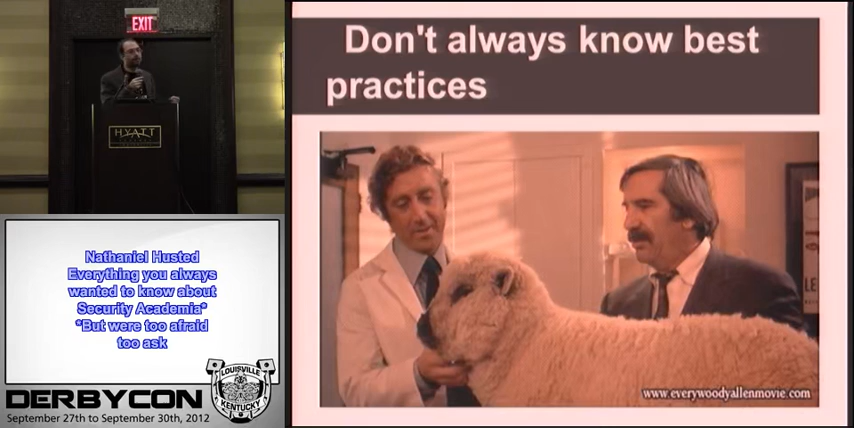 EXIT
HYATT
Nathaniel Husted
Everything you always
wanted to know about
Security Academia*
*But were too afraid
too ask
LOUISVILLE
KENTUCKY
DERBYCON
September 27th to September 30th, 2012
Don't always know best
practices
LE
www.everywoodyallenmovie.com